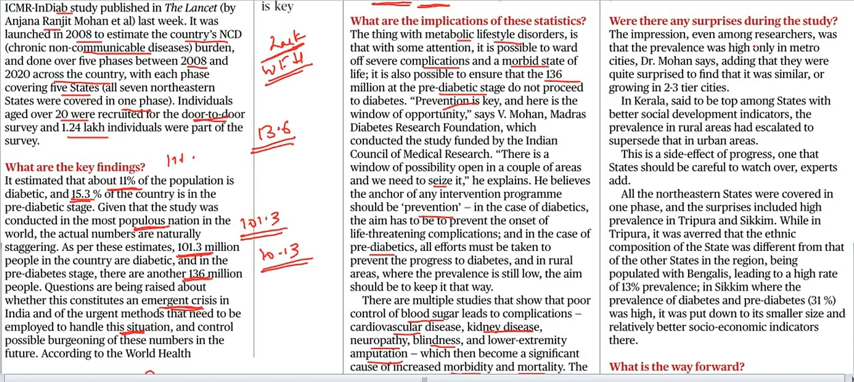 ICMR-InDiab study published in The Lancet (by
Anjana Ranjit Mohan et al) last week. It was
launched in 2008 to estimate the country's NCD
(chronic non-communicable diseases) burden,
and done over five phases between 2008 and
2020 across the country, with each phase
covering five States (all seven northeastern
States were covered in one phase). Individuals
aged over 20 were recruited for the door-to-door
survey and 1.24 lakh individuals were part of the
survey.
What are the key findings?
It estimated that about 11% of the population is
diabetic, and 15.3 % of the country is in the
pre-diabetic stage. Given that the study was
conducted in the most populous nation in the
world, the actual numbers are naturally
staggering. As per these estimates, 101.3 million
people in the country are diabetic, and in the
pre-diabetes stage, there are another 136 million
people. Questions are being raised about
whether this constitutes an emergent crisis in
India and of the urgent methods that need to be
employed to handle this situation, and control
possible burgeoning of these numbers in the
future. According to the World Health
is key
WFH
13.6
101.3
10.13
What are the implications of these statistics?
The thing with metabolic lifestyle disorders, is
that with some attention, it is possible to ward
off severe complications and a morbid state of
life; it is also possible to ensure that the 136
million at the pre-diabetic stage do not proceed
to diabetes. “Prevention is key, and here is the
window of opportunity,” says V. Mohan, Madras
Diabetes Research Foundation, which
conducted the study funded by the Indian
Council of Medical Research. “There is a
window of possibility open in a couple of areas
and we need to seize it,” he explains. He believes
the anchor of any intervention programme
should be ‘prevention’ – in the case of diabetics,
the aim has to be to prevent the onset of
life-threatening complications; and in the case of
pre-diabetics, all efforts must be taken to
prevent the progress to diabetes, and in rural
areas, where the prevalence is still low, the aim
should be to keep it that way.
There are multiple studies that show that poor
control of blood sugar leads to complications –
cardiovascular disease, kidney disease,
neuropathy, blindness, and lower-extremity
amputation – which then become a significant
cause of increased morbidity and mortality. The
Were there any surprises during the study?
The impression, even among researchers, was
that the prevalence was high only in metro
cities, Dr. Mohan says, adding that they were
quite surprised to find that it was similar, or
growing in 2-3 tier cities.
In Kerala, said to be top among States with
better social development indicators, the
prevalence in rural areas had escalated to
supersede that in urban areas.
This is a side-effect of progress, one that
States should be careful to watch over, experts
add.
All the northeastern States were covered in
one phase, and the surprises included high
prevalence in Tripura and Sikkim. While in
Tripura, it was averred that the ethnic
composition of the State was different from that
of the other States in the region, being
populated with Bengalis, leading to a high rate
of 13% prevalence; in Sikkim where the
prevalence of diabetes and pre-diabetes (31 %)
was high, it was put down to its smaller size and
relatively better socio-economic indicators
there.
What is the way forward?